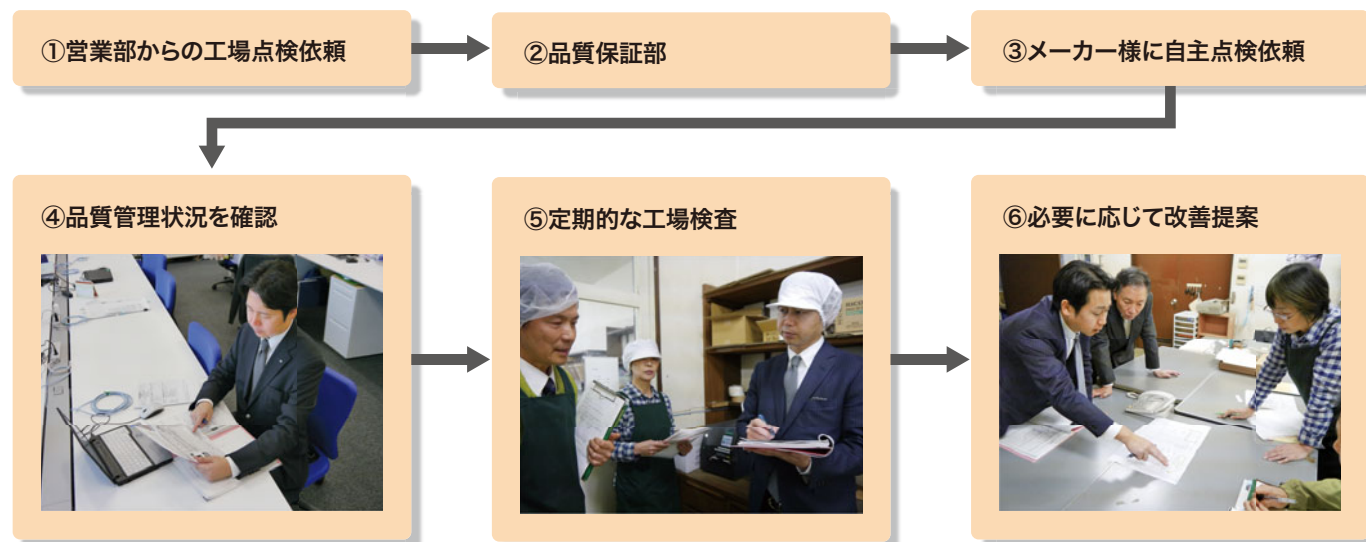 ①営業部からの工場点検依頼
②品質保証部
③メーカー様に自主点検依頼
④品質管理状況を確認
⑤定期的な工場検査
⑥必要に応じて改善提案